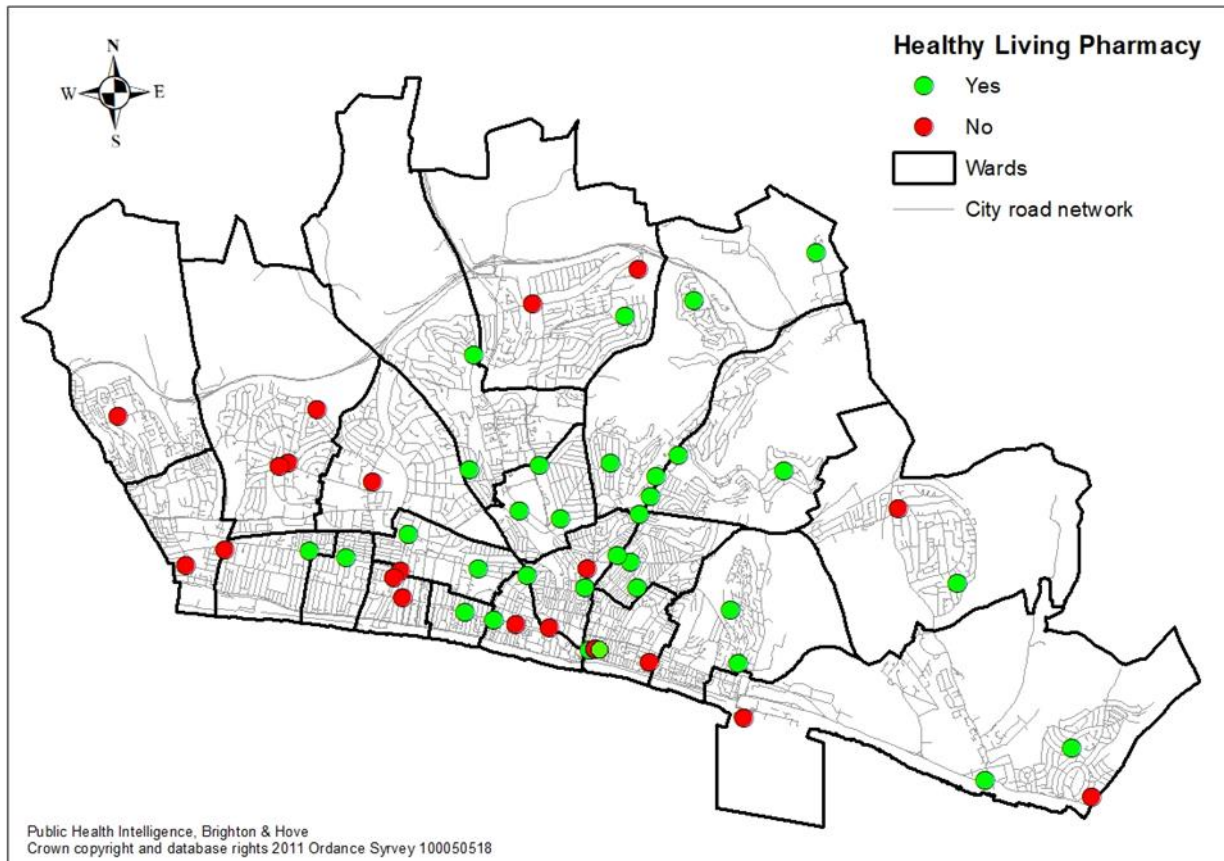 N
W E
S
Healthy Living Pharmacy
Yes
No
Wards
City road network
Public Health Intelligence, Brighton & Hove
Crown copyright and database rights 2011 Ordance Syrvey 100050518